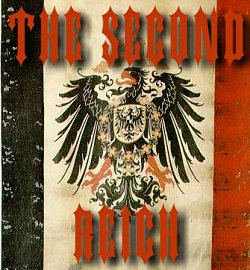 THE SECOND
REICH